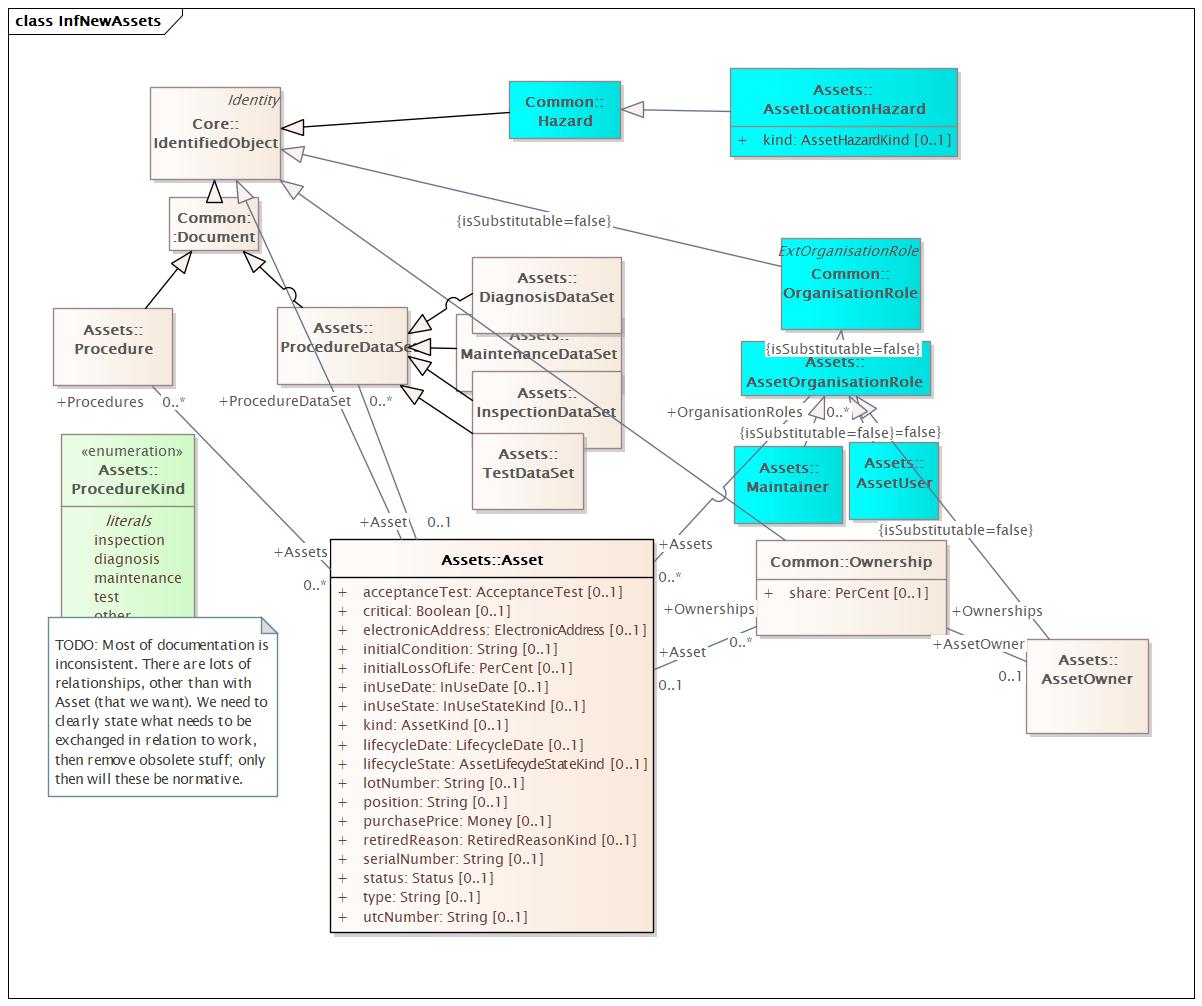 class InfNewAssets
Identity
Core::
IdentifiedObject
Common::
Hazard
Assets::
AssetLocationHazard
+ kind: AssetHazardKind [0..1]
{isSubstitutable=false}
Common:
:Document
ExtOrganisationRole
Common::
OrganisationRole
Assets::
Procedure
Assets::
ProcedureDataSet
Assets::
DiagnosisDataSet
Assets::
MaintenanceDataSet
Assets::
InspectionDataSet
Assets::
TestDataSet
{isSubstitutable=false}
Assets::
AssetOrganisationRole
+Procedures 0..*
+ProcedureDataSet 0..*
+OrganisationRoles 0..*
{isSubstitutable=false}
=false}
Assets::
Maintainer
Assets::
AssetUser
{isSubstitutable=false}
«enumeration»
Assets::
ProcedureKind
literals
inspection
diagnosis
maintenance
test
other
+Asset 0..1
+Assets
0..*
+Assets
0..*
Assets::Asset
+ acceptanceTest: AcceptanceTest [0..1]
+ critical: Boolean [0..1]
+ electronicAddress: ElectronicAddress [0..1]
+ initialCondition: String [0..1]
+ initialLossOfLife: PerCent [0..1]
+ inUseDate: InUseDate [0..1]
+ inUseState: InUseStateKind [0..1]
+ kind: AssetKind [0..1]
+ lifecycleDate: LifecycleDate [0..1]
+ lifecycleState: AssetLifecycleStateKind [0..1]
+ lotNumber: String [0..1]
+ position: String [0..1]
+ purchasePrice: Money [0..1]
+ retiredReason: RetiredReasonKind [0..1]
+ serialNumber: String [0..1]
+ status: Status [0..1]
+ type: String [0..1]
+ utcNumber: String [0..1]
Common::Ownership
+ share: PerCent [0..1]
+Ownerships
0..*
+Asset
0..1
+Ownerships
+AssetOwner
0..1
Assets::
AssetOwner
TODO: Most of documentation is
inconsistent. There are lots of
relationships, other than with
Asset (that we want). We need to
clearly state what needs to be
exchanged in relation to work,
then remove obsolete stuff; only
then will these be normative.